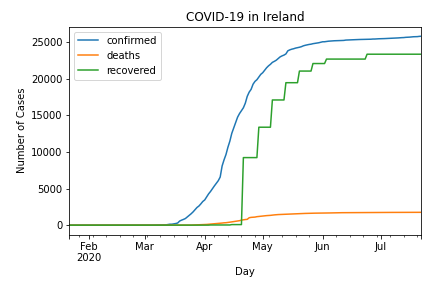 COVID-19 in Ireland
confirmed
deaths
recovered
Number of Cases
25000
20000
15000
10000
5000
0
Feb Mar Apr May Jun Jul
2020
Day